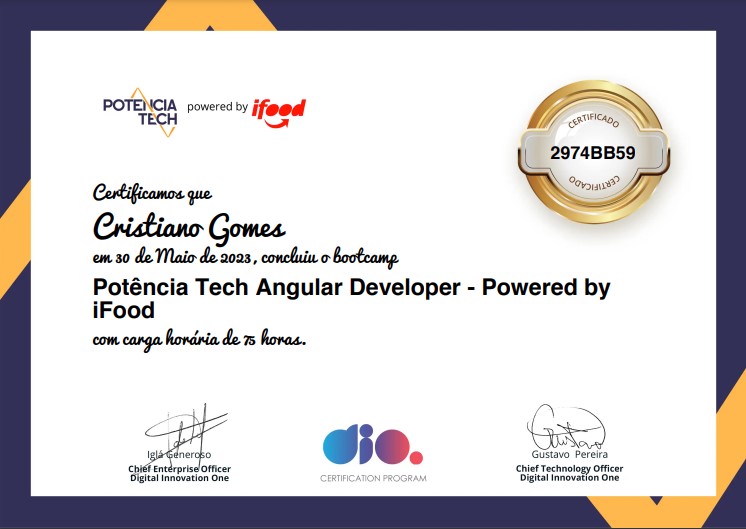 POTÊNCIA
TECH
powered by ifood
CERTIFICADO
2974BB59
CERTIFICADO
Certificamos que
Cristiano Gomes
em 30 de Maio de 2023, concluiu o bootcamp
Potência Tech Angular Developer - Powered by
iFood
com carga horária de 75 horas.
Iglá Generoso
Chief Enterprise Officer
Digital Innovation One
dio.
CERTIFICATION PROGRAM
Gustavo
Gustavo Pereira
Chief Technology Officer
Digital Innovation One